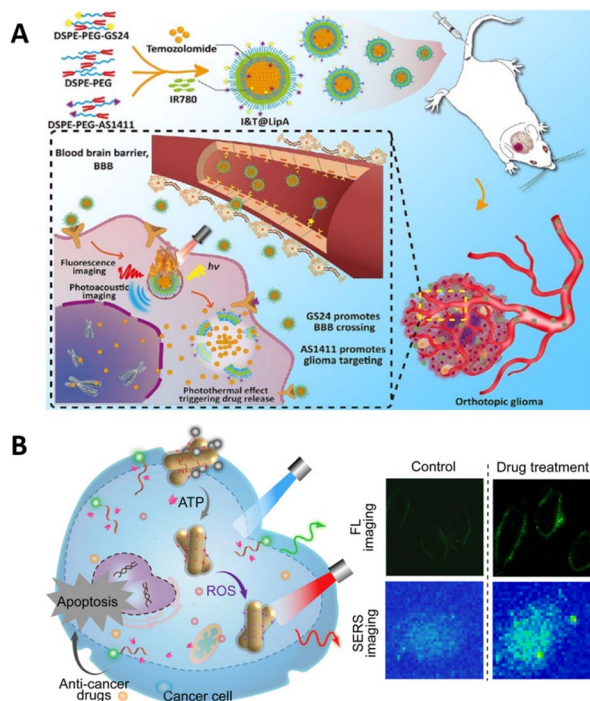 A
DSPE-PEG-GS24
DSPE-PEG
DSPE-PEG-AS1411
Temozolomide
IR780
I&T@LipA
Blood brain barrier,
BBB
Fluorescence
imaging
hv
Photoacoustic
imaging
GS24 promotes
BBB crossing
AS1411 promotes
glioma targeting
Photothermal effect
triggering drug release
Orthotopic glioma
B
ATP
ROS
Apoptosis
Anti-cancer
drugs
Cancer cell
Control
Drug treatment
FL
imaging
SERS
imaging